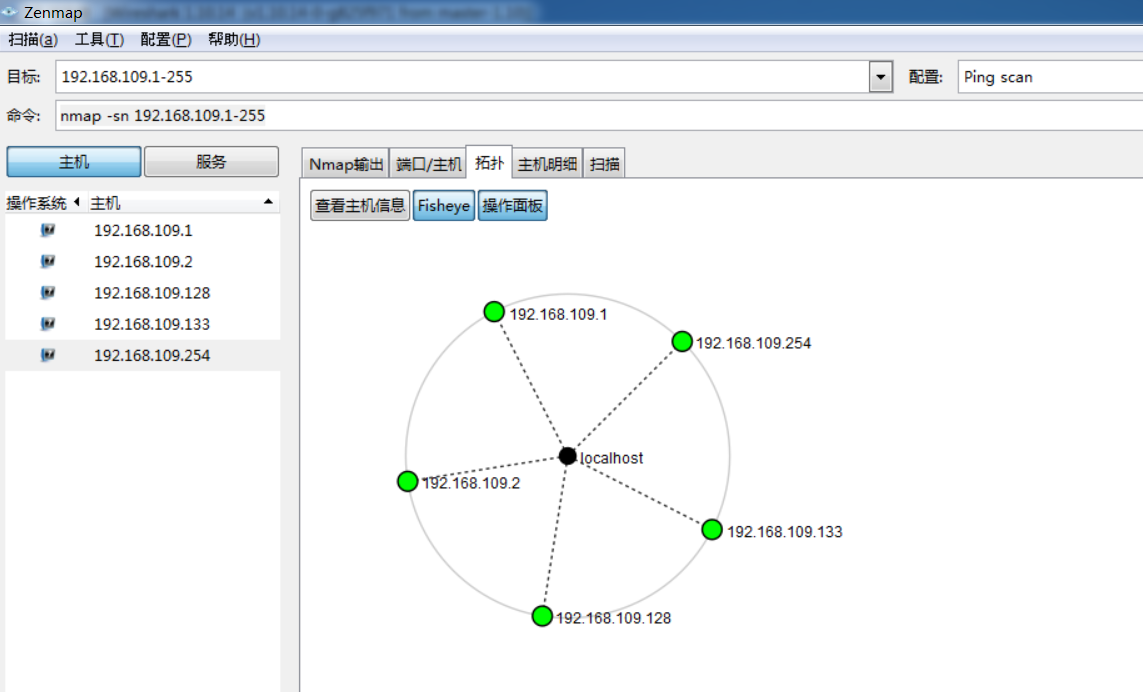 Zenmap
扫描(a) 工具(T) 配置(P) 帮助(H)
目标: 192.168.109.1-255 配置: Ping scan
命令: nmap -sn 192.168.109.1-255
主机 服务
Nmap输出 端口/主机 拓扑 主机明细 扫描
操作系统 主机
查看主机信息 Fisheye 操作面板
192.168.109.1
192.168.109.2
192.168.109.128
192.168.109.133
192.168.109.254
192.168.109.1
192.168.109.254
localhost
192.168.109.2
192.168.109.133
192.168.109.128